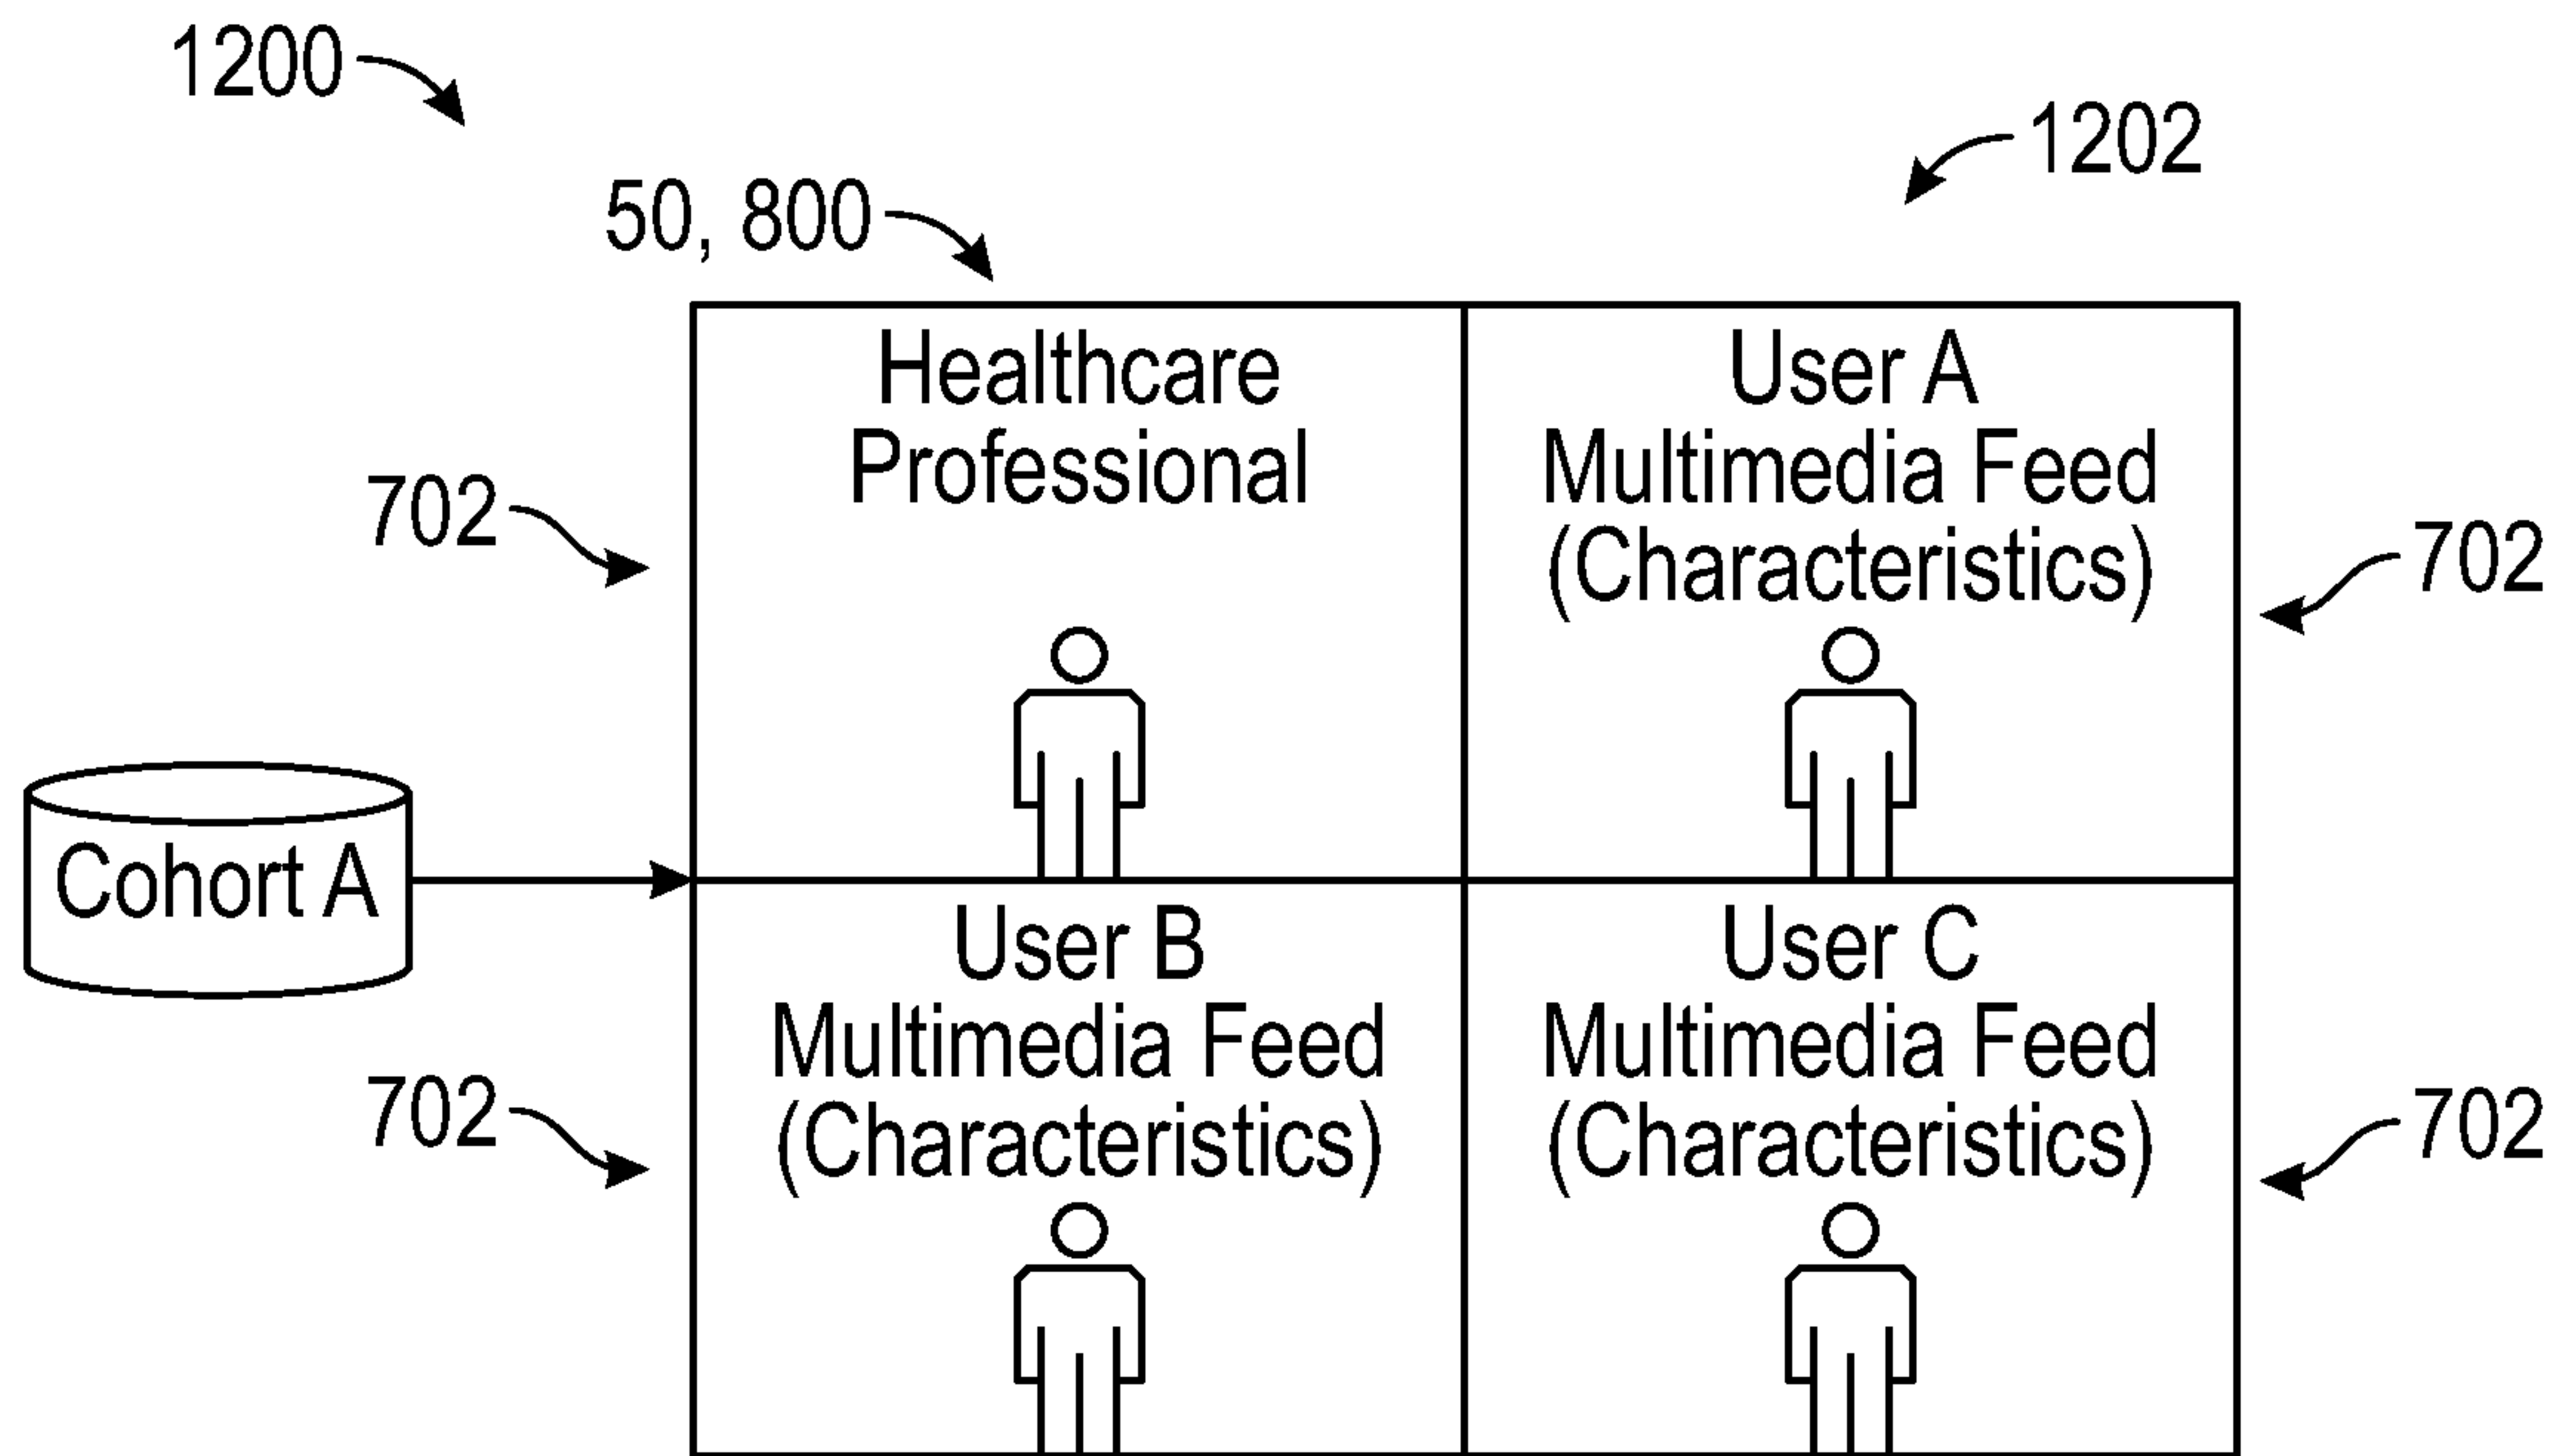 1200
1202
50, 800
Healthcare
Professional
User A
Multimedia Feed
(Characteristics)
702
702
Cohort A
User B
Multimedia Feed
(Characteristics)
User C
Multimedia Feed
(Characteristics)
702
702